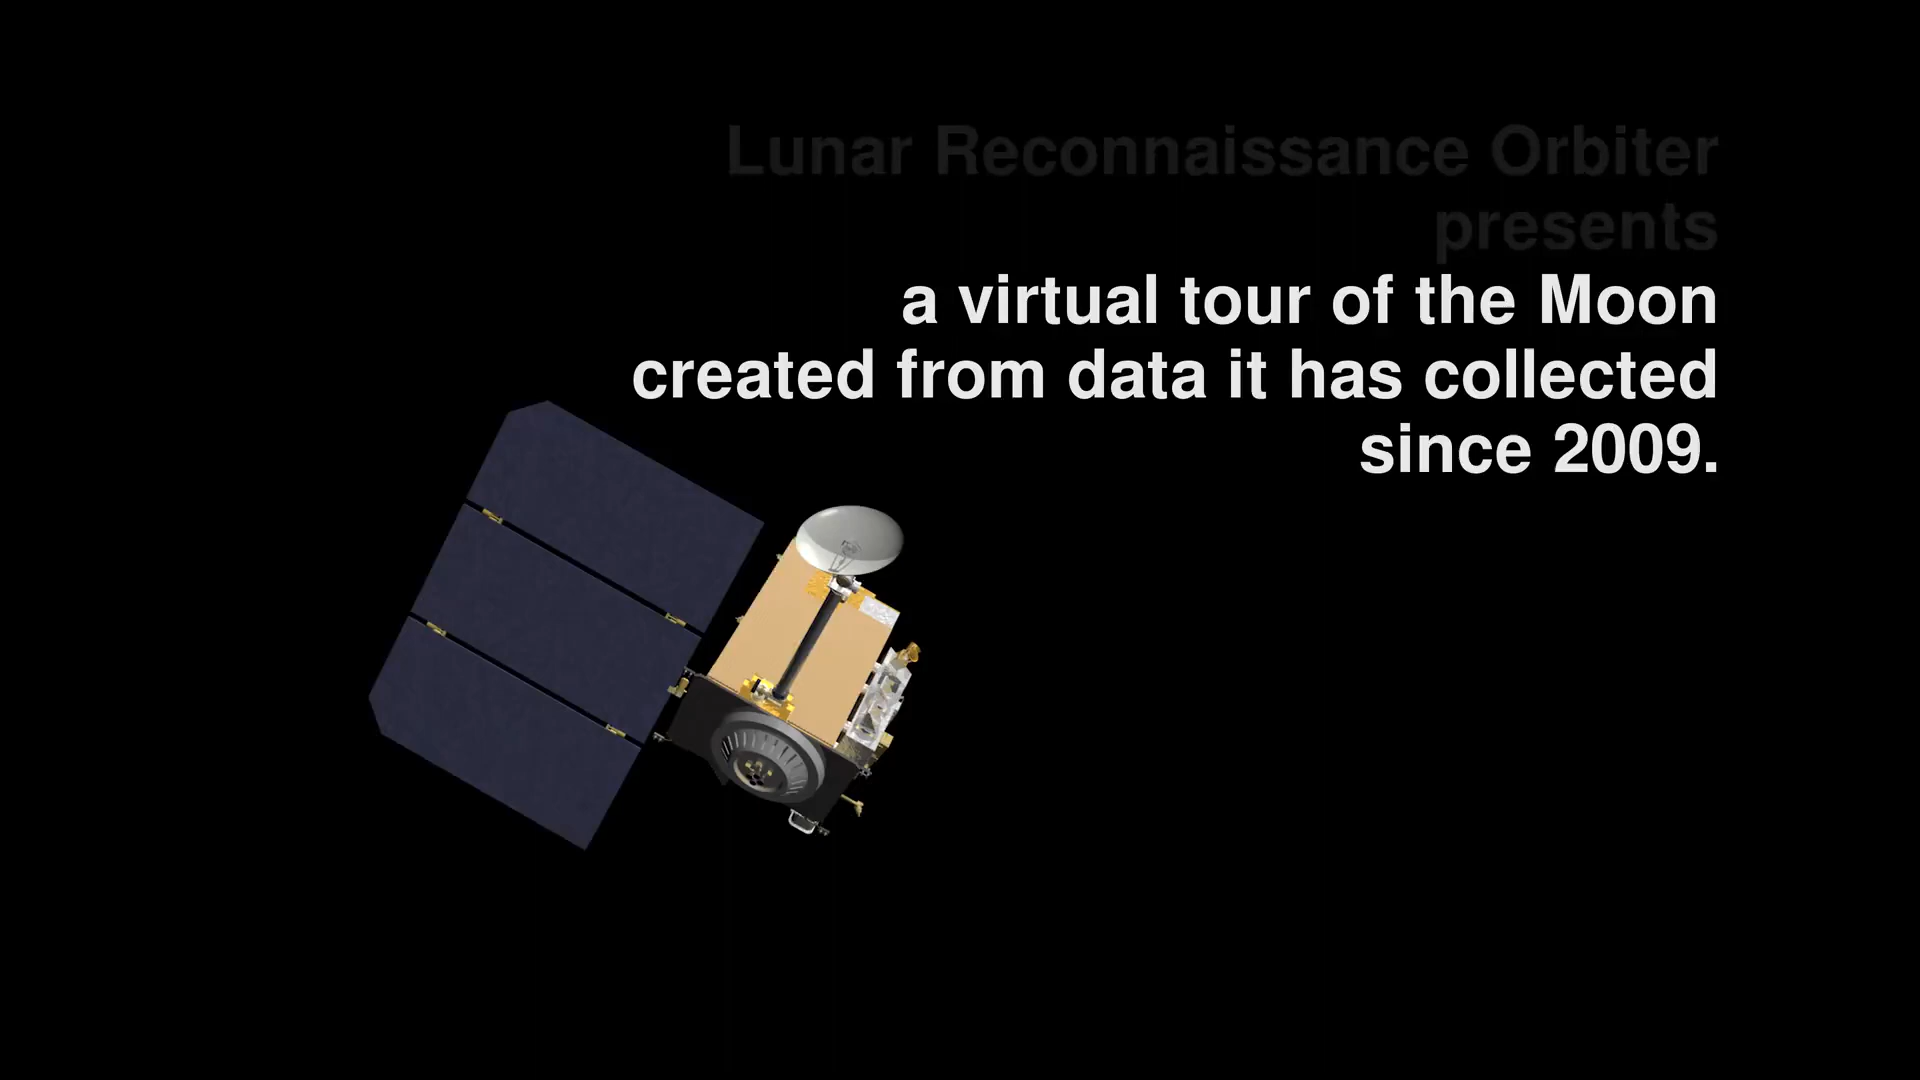 Lunar Reconnaissance Orbiter
presents
a virtual tour of the Moon
created from data it has collected
since 2009.